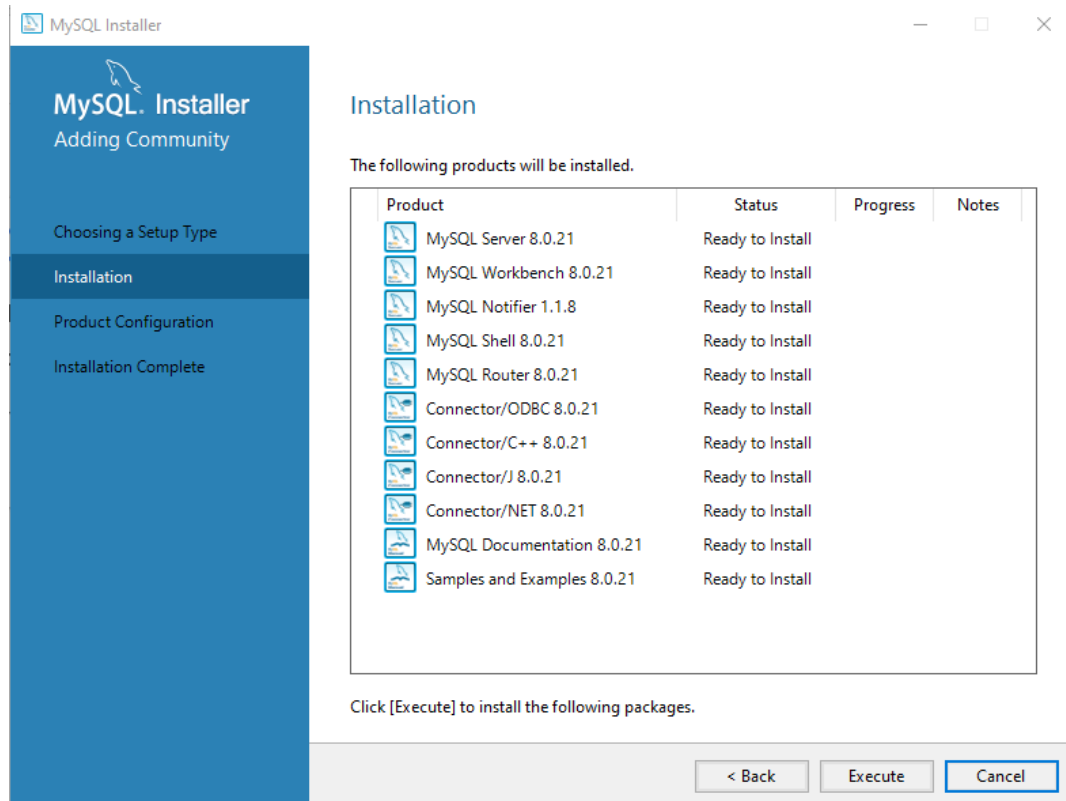 MySQL Installer
MySQL. Installer
Adding Community
Choosing a Setup Type
Installation
Product Configuration
Installation Complete
Installation
The following products will be installed.
Product Status Progress Notes
MySQL Server 8.0.21 Ready to Install
MySQL Workbench 8.0.21 Ready to Install
MySQL Notifier 1.1.8 Ready to Install
MySQL Shell 8.0.21 Ready to Install
MySQL Router 8.0.21 Ready to Install
Connector/ODBC 8.0.21 Ready to Install
Connector/C++ 8.0.21 Ready to Install
Connector/J 8.0.21 Ready to Install
Connector/NET 8.0.21 Ready to Install
MySQL Documentation 8.0.21 Ready to Install
Samples and Examples 8.0.21 Ready to Install
Click [Execute] to install the following packages.
< Back Execute Cancel